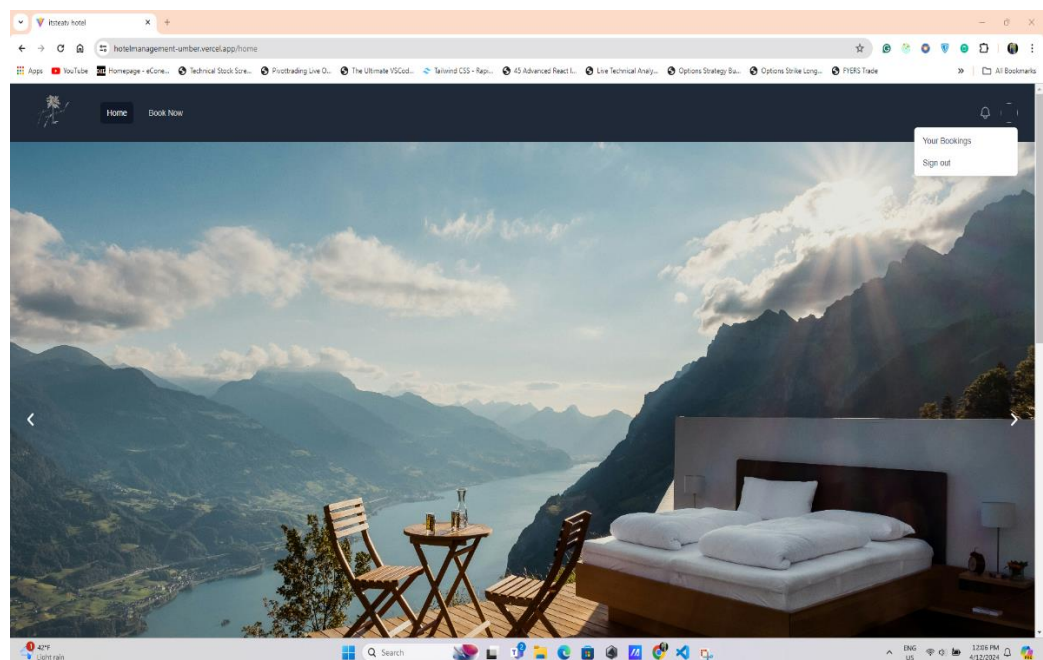 itsteatv hotel
hotelmanagement-umber.vercel.app/home
Apps YouTube Homepage - eCone... Technical Stock Scre... Pivottrading Live O... The Ultimate VSCod... Tailwind CSS - Rapi... 45 Advanced React I... Live Technical Analy... Options Strategy Bu... Options Strike Long... FYERS Trade » All Bookmarks
Home Book Now
Your Bookings
Sign out
42°F
Light rain
Search
ENG
US
12:06 PM
4/12/2024